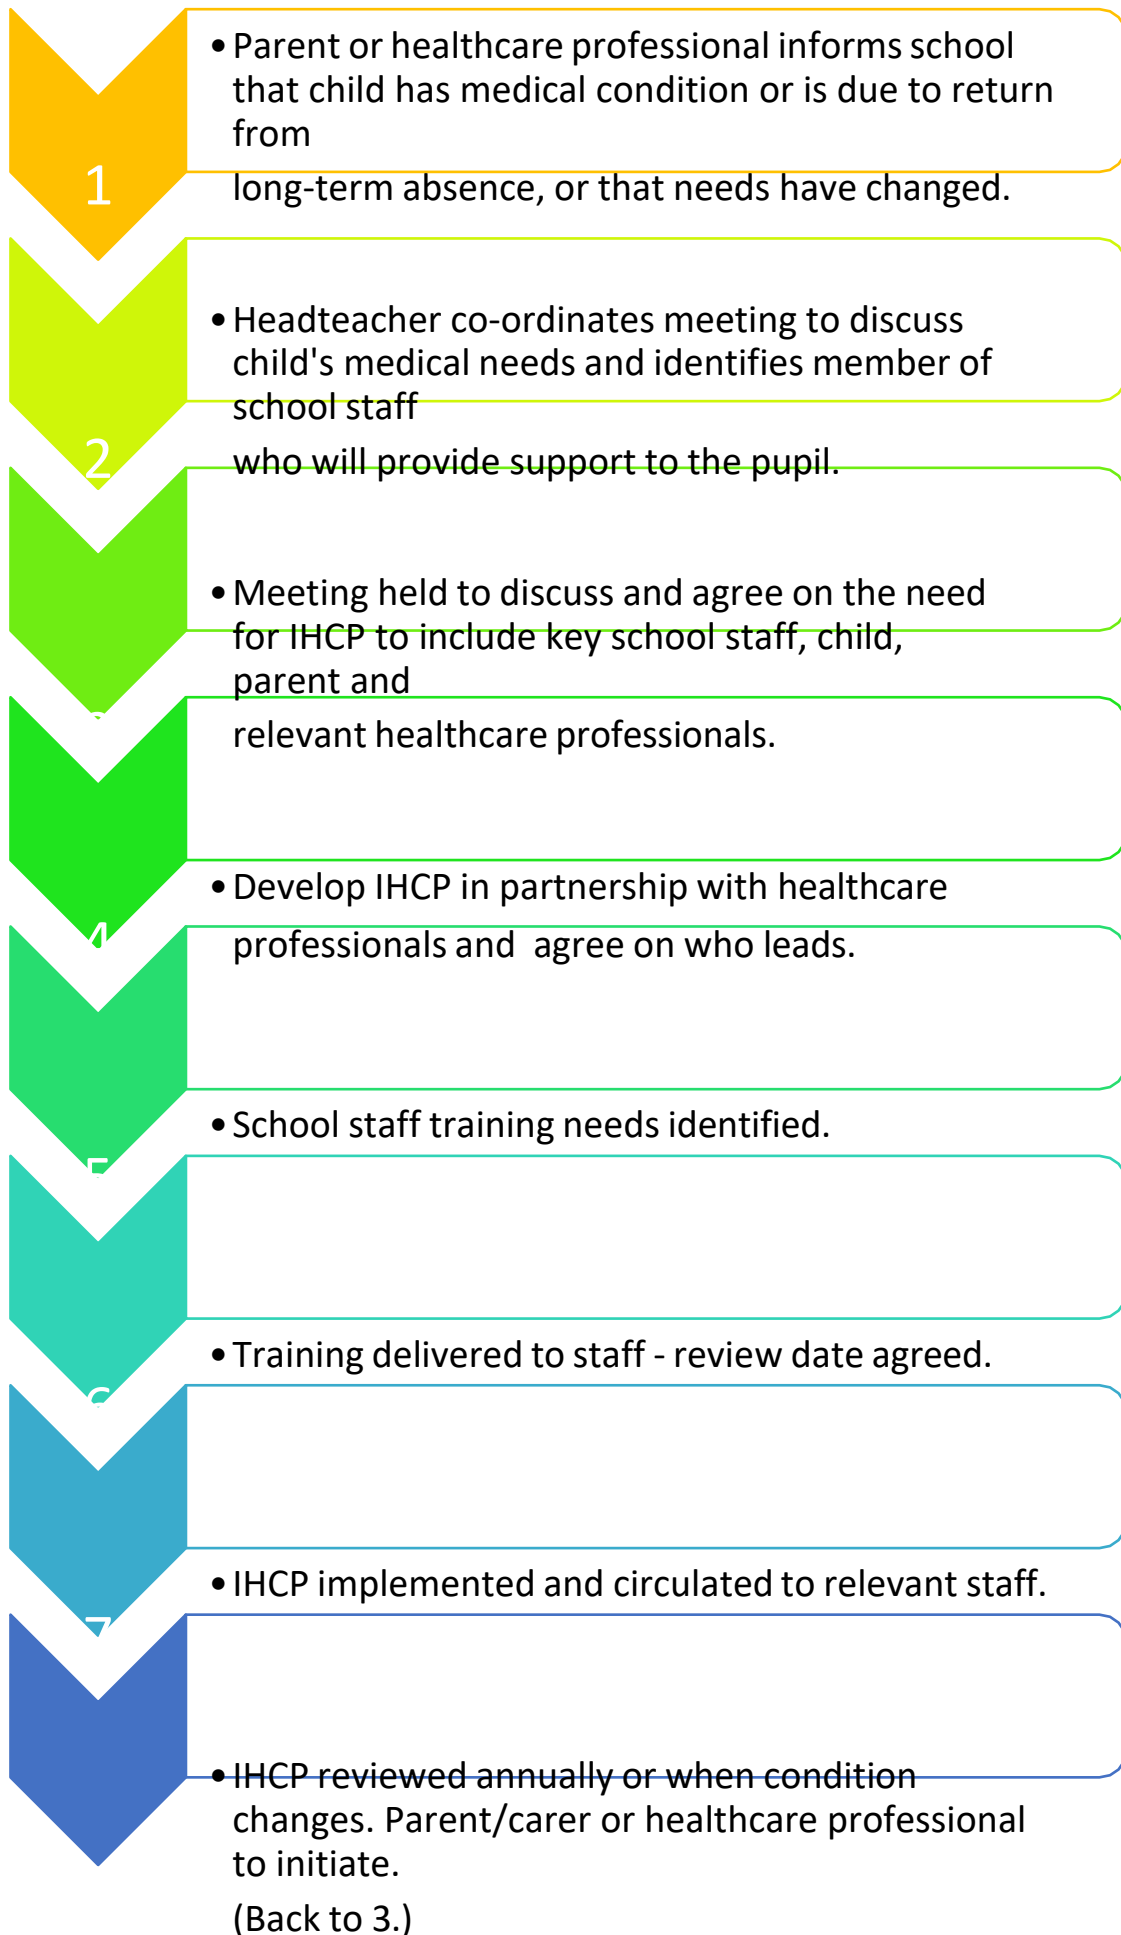 •Parent or healthcare professional informs school
that child has medical condition or is due to return
from
long-term absence, or that needs have changed.
1
•Headteacher co-ordinates meeting to discuss
child's medical needs and identifies member of
school staff
who will provide support to the pupil.
2
•Meeting held to discuss and agree on the need
for IHCP to include key school staff, child,
parent and
relevant healthcare professionals.
•Develop IHCP in partnership with healthcare
professionals and  agree on who leads.
4
•School staff training needs identified.
5
•Training delivered to staff - review date agreed.
6
•IHCP implemented and circulated to relevant staff.
7
•IHCP reviewed annually or when condition
changes. Parent/carer or healthcare professional
to initiate.
(Back to 3.)